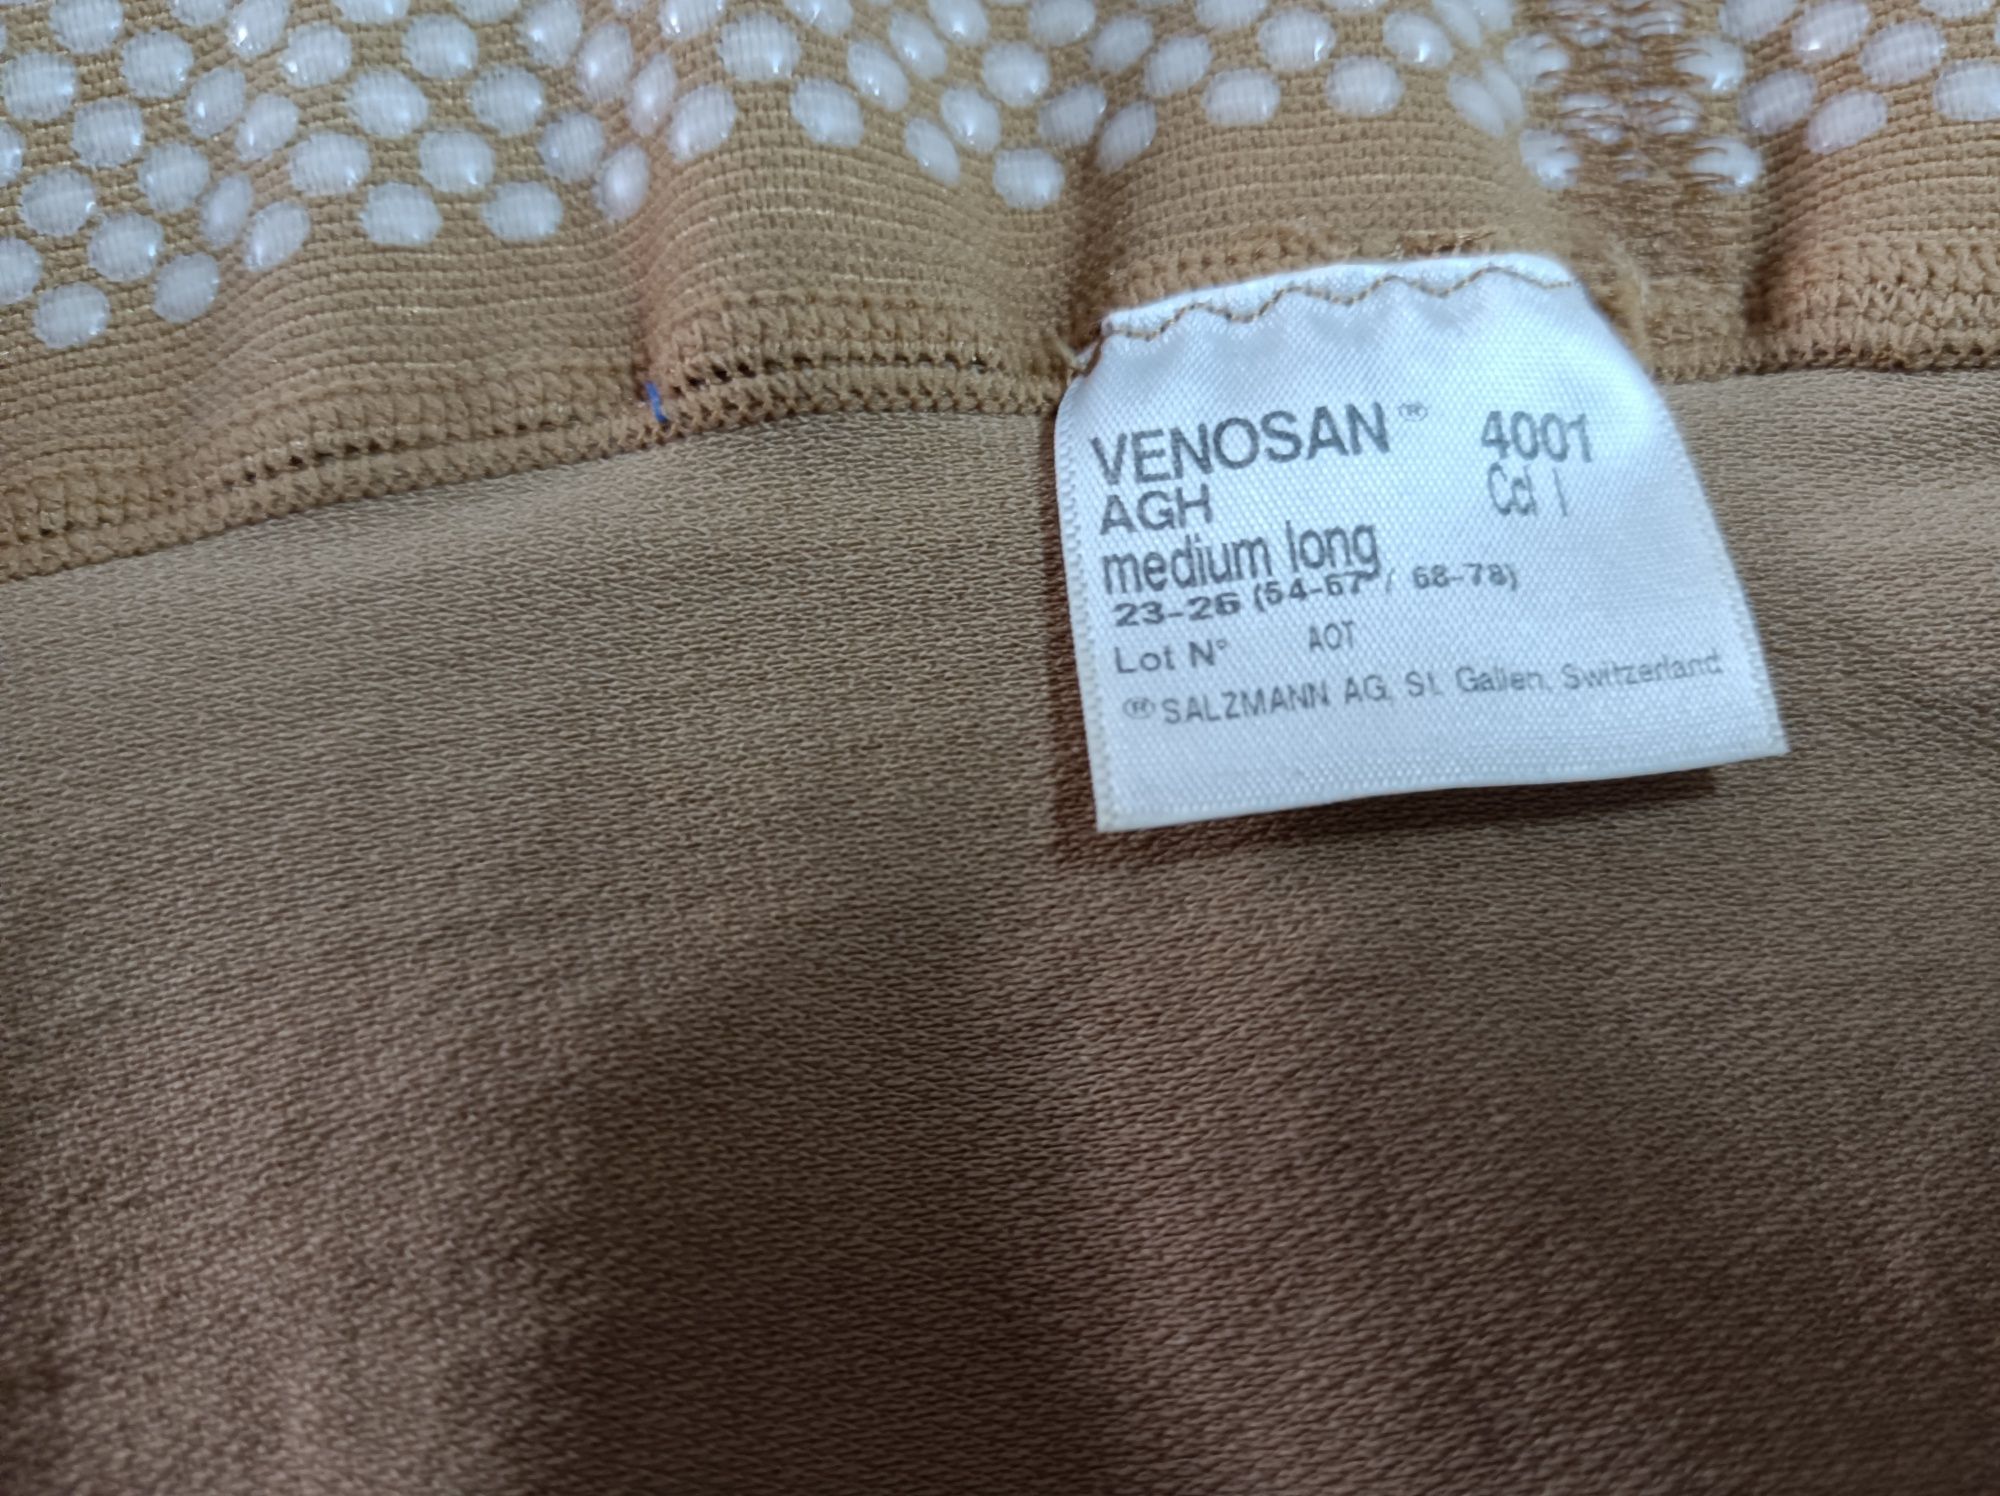 VENOSAN® 4001
AGH Ccl I
medium long
23-26 (54-67 / 68-78)
Lot N° AOT
® SALZMANN AG, St. Gallen, Switzerland